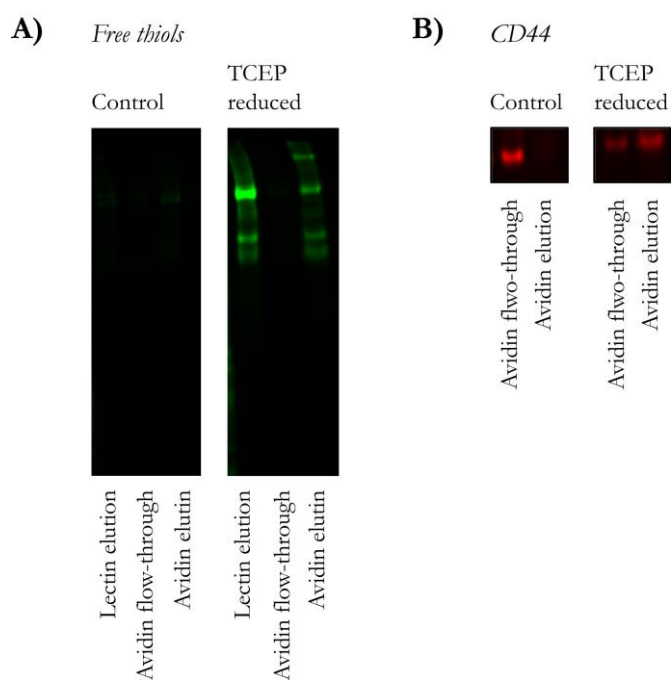 A)
Free thiols
Control
TCEP
reduced
Lectin elution
Avidin flow-through
Avidin elutin
Lectin elution
Avidin flow-through
Avidin elutin
B)
CD44
Control
TCEP
reduced
Avidin flwo-through
Avidin elution
Avidin flow-through
Avidin elution